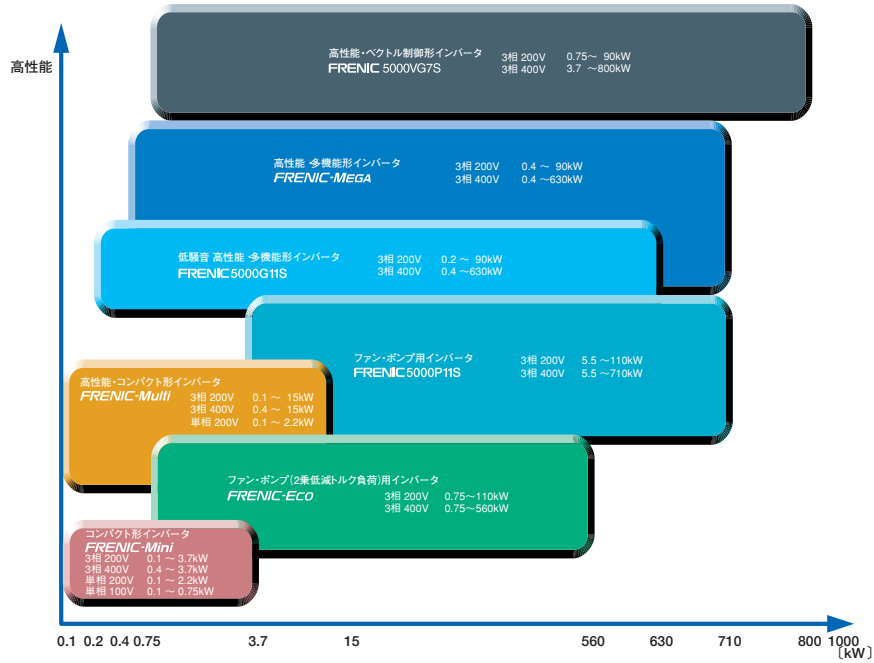 高性能
高性能・ベクトル制御形インバータ
FRENIC 5000VG7S
3相 200V 0.75～ 90kW
3相 400V 3.7 ～800kW
高性能・多機能形インバータ
FRENIC-MEGA
3相 200V 0.4 ～ 90kW
3相 400V 0.4 ～630kW
低騒音 高性能・多機能形インバータ
FRENIC5000G11S
3相 200V 0.2 ～ 90kW
3相 400V 0.4 ～630kW
ファン・ポンプ用インバータ
FRENIC5000P11S
3相 200V 5.5 ～110kW
3相 400V 5.5 ～710kW
高性能・コンパクト形インバータ
FRENIC-Multi
3相 200V 0.1 ～ 15kW
3相 400V 0.4 ～ 15kW
単相 200V 0.1 ～ 2.2kW
ファン・ポンプ(2乗低減トルク負荷)用インバータ
FRENIC-ECO
3相 200V 0.75～110kW
3相 400V 0.75～560kW
コンパクト形インバータ
FRENIC-Mini
3相 200V 0.1 ～ 3.7kW
3相 400V 0.4 ～ 3.7kW
単相 200V 0.1 ～ 2.2kW
単相 100V 0.1 ～ 0.75kW
0.1 0.2 0.4 0.75 3.7 15 560 630 710 800 1000
〔kW〕